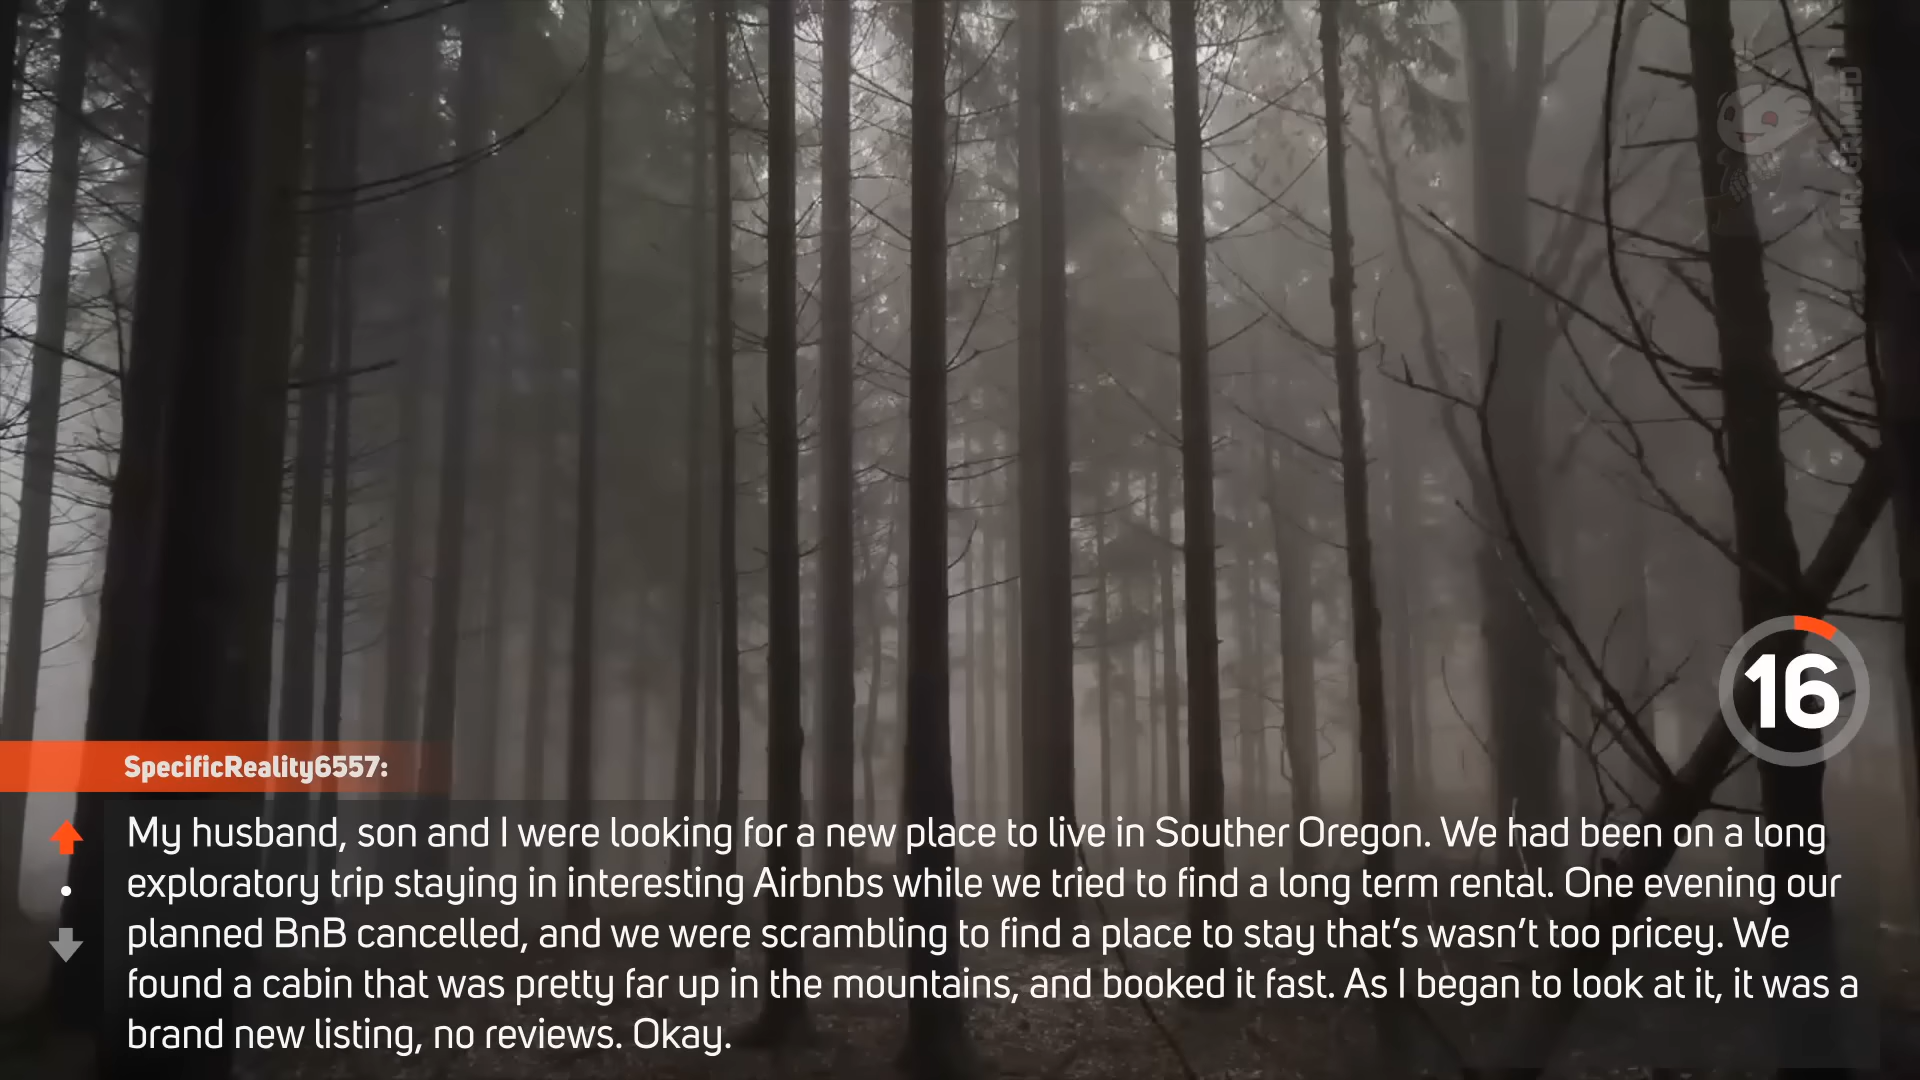 MR.GRIMED
16
SpecificReality6557:
My husband, son and I were looking for a new place to live in Souther Oregon. We had been on a long
exploratory trip staying in interesting Airbnbs while we tried to find a long term rental. One evening our
planned BnB cancelled, and we were scrambling to find a place to stay that’s wasn’t too pricey. We
found a cabin that was pretty far up in the mountains, and booked it fast. As I began to look at it, it was a
brand new listing, no reviews. Okay.